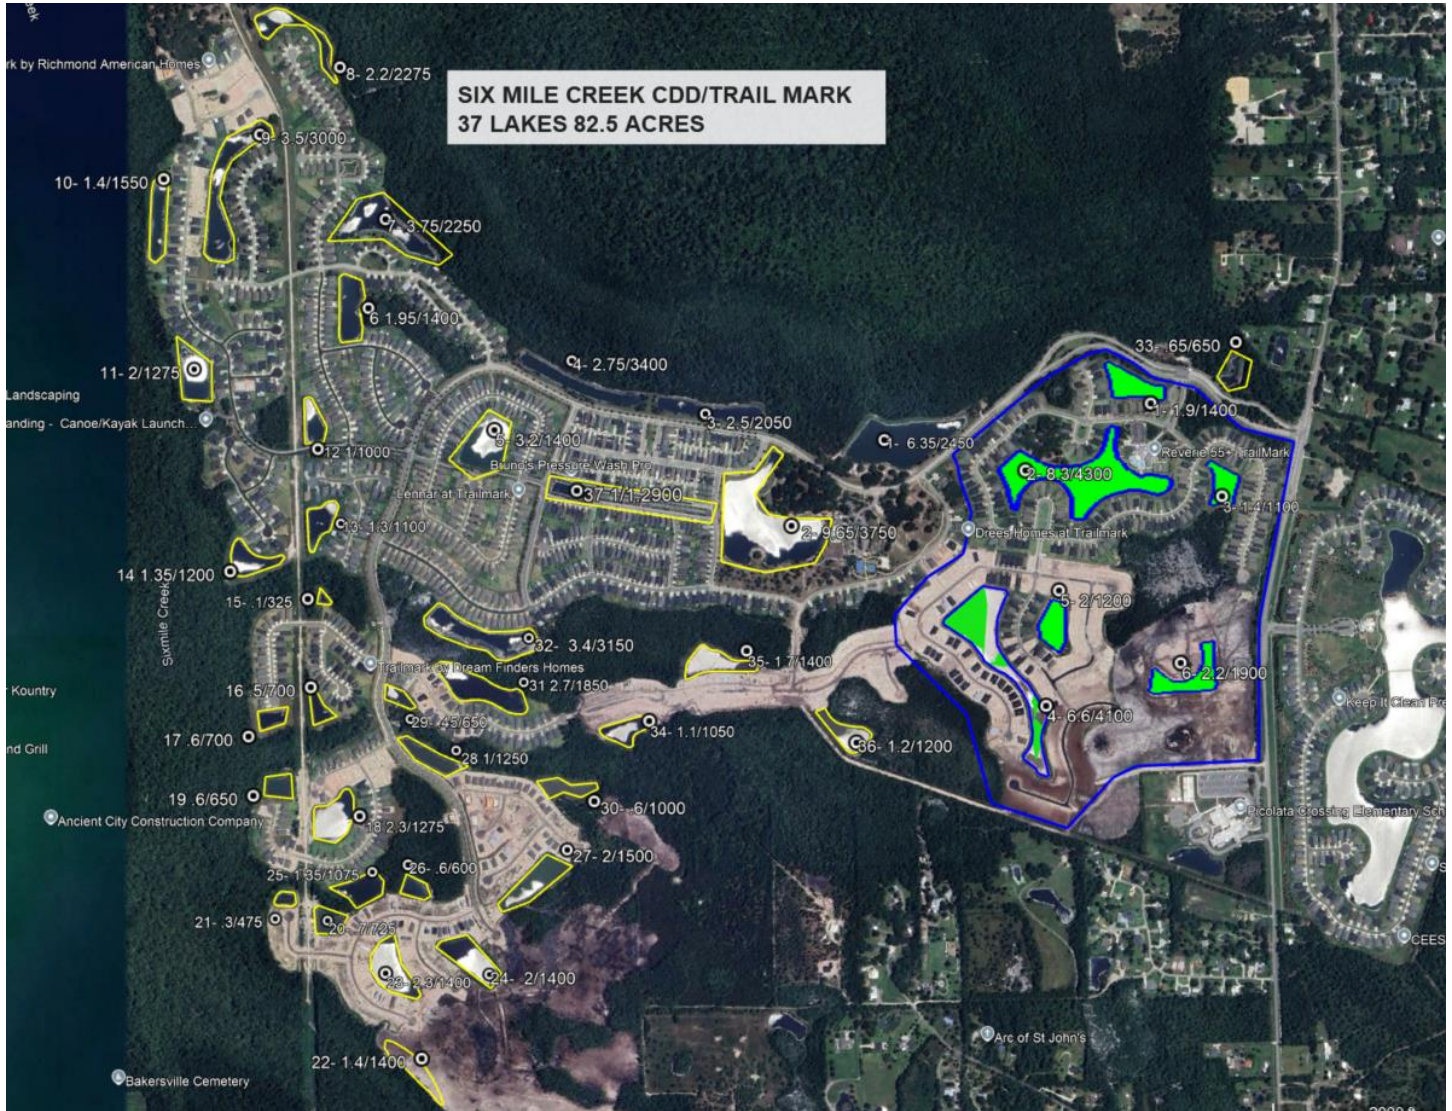 Creek
rk by Richmond American Homes
8- 2.2/2275
SIX MILE CREEK CDD/TRAIL MARK
37 LAKES 82.5 ACRES
9- 3.5/3000
10- 1.4/1550
7- 3.75/2250
6 1.95/1400
33- .65/650
4- 2.75/3400
11- 2/1275
Landscaping
anding - Canoe/Kayak Launch...
1- 1.9/1400
3- 2.5/2050
5- 3.2/1400
1- 6.35/2450
12 1/1000
Reverie 55+ TrailMark
Bruno's Pressure Wash Pro
2- 8.3/4300
Lennar at Trailmark
37 1/1.2900
3- 1.4/1100
13- 1.3/1100
2- 9.65/3750
Drees Homes at Trailmark
14 1.35/1200
15- .1/325
5- 2/1200
Sixmile Creek
32- 3.4/3150
35- 1.7/1400
Trailmark by Dream Finders Homes
6- 2.2/1900
r Kountry
16 .5/700
31 2.7/1850
Keep It Clean Pre
29- .45/650
4- 6.6/4100
17 .6/700
34- 1.1/1050
36- 1.2/1200
nd Grill
28 1/1250
19 .6/650
30- .6/1000
Ancient City Construction Company
18 2.3/1275
Picolata Crossing Elementary Sch
27- 2/1500
25- 1.35/1075
26- .6/600
S
21- .3/475
20- .7/725
CEES
23- 2.3/1400
24- .2/1400
Arc of St John's
22- 1.4/1400
Bakersville Cemetery